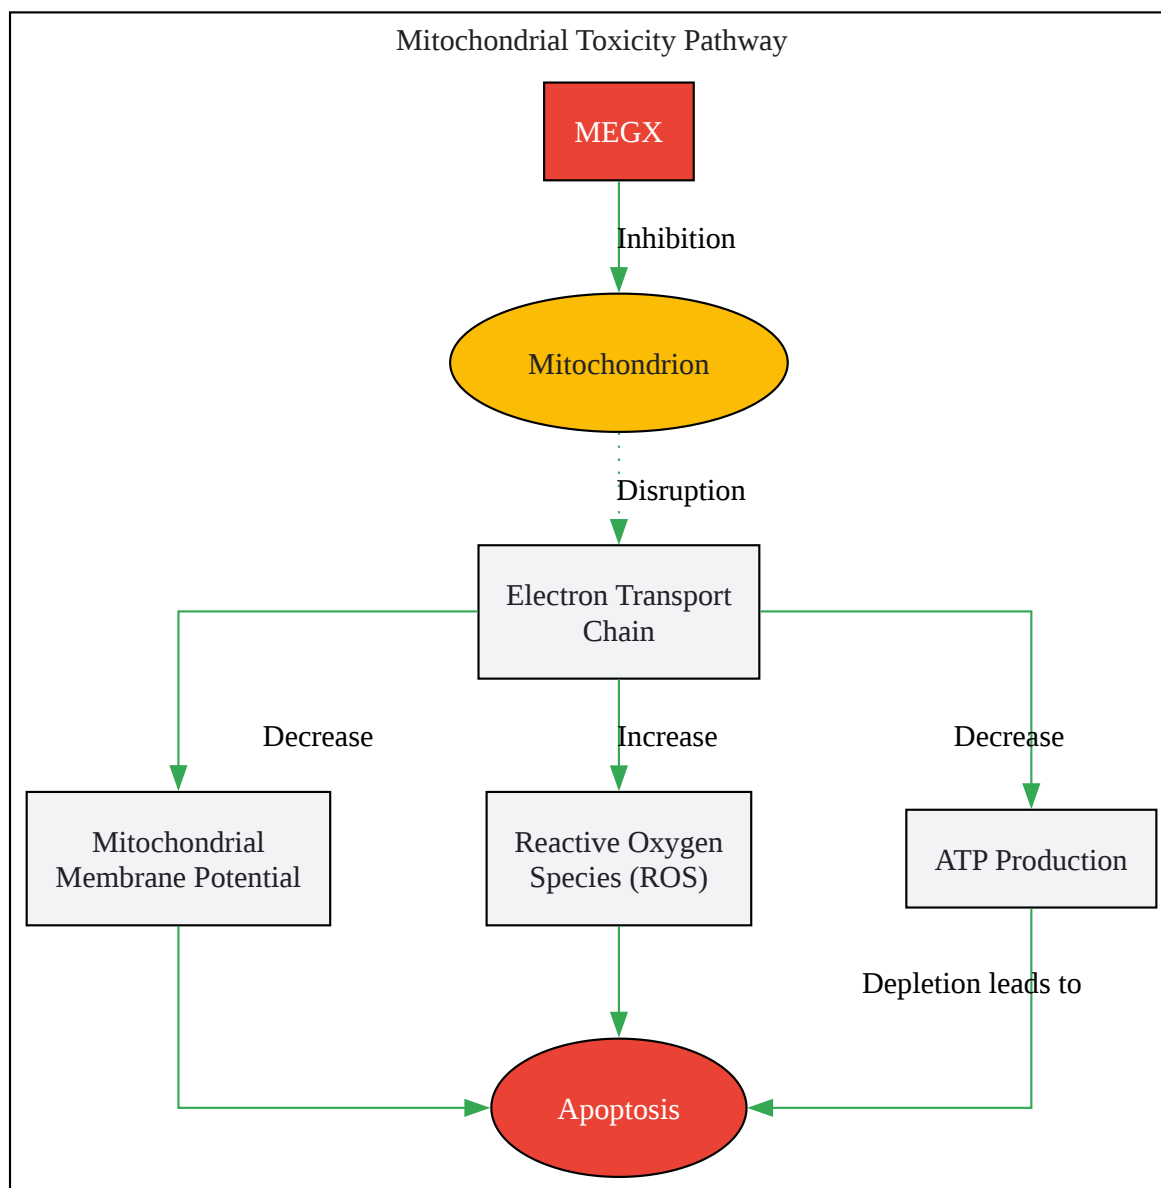 Mitochondrial Toxicity Pathway
MEGX
Inhibition
Mitochondrion
Disruption
Electron Transport
Chain
Decrease
Increase
Decrease
Mitochondrial
Membrane Potential
Reactive Oxygen
Species (ROS)
ATP Production
Depletion leads to
Apoptosis